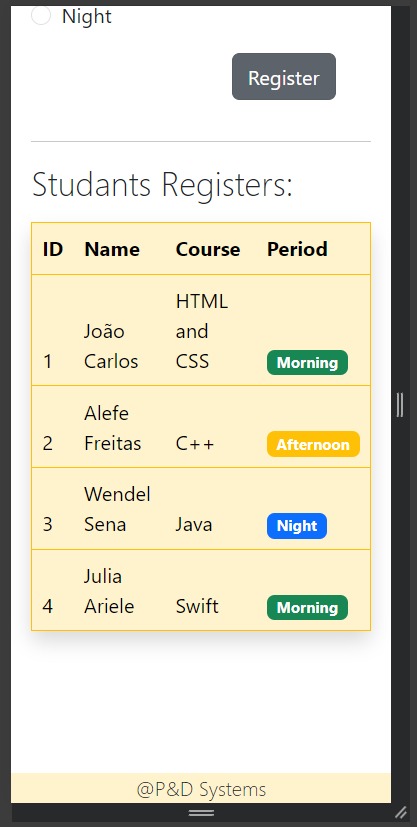 Night
Register
Studants Registers:
ID Name Course Period
HTML
João and
1 Carlos CSS Morning
Alefe
2 Freitas C++ Afternoon
Wendel
3 Sena Java Night
Julia
4 Ariele Swift Morning
@P&D Systems